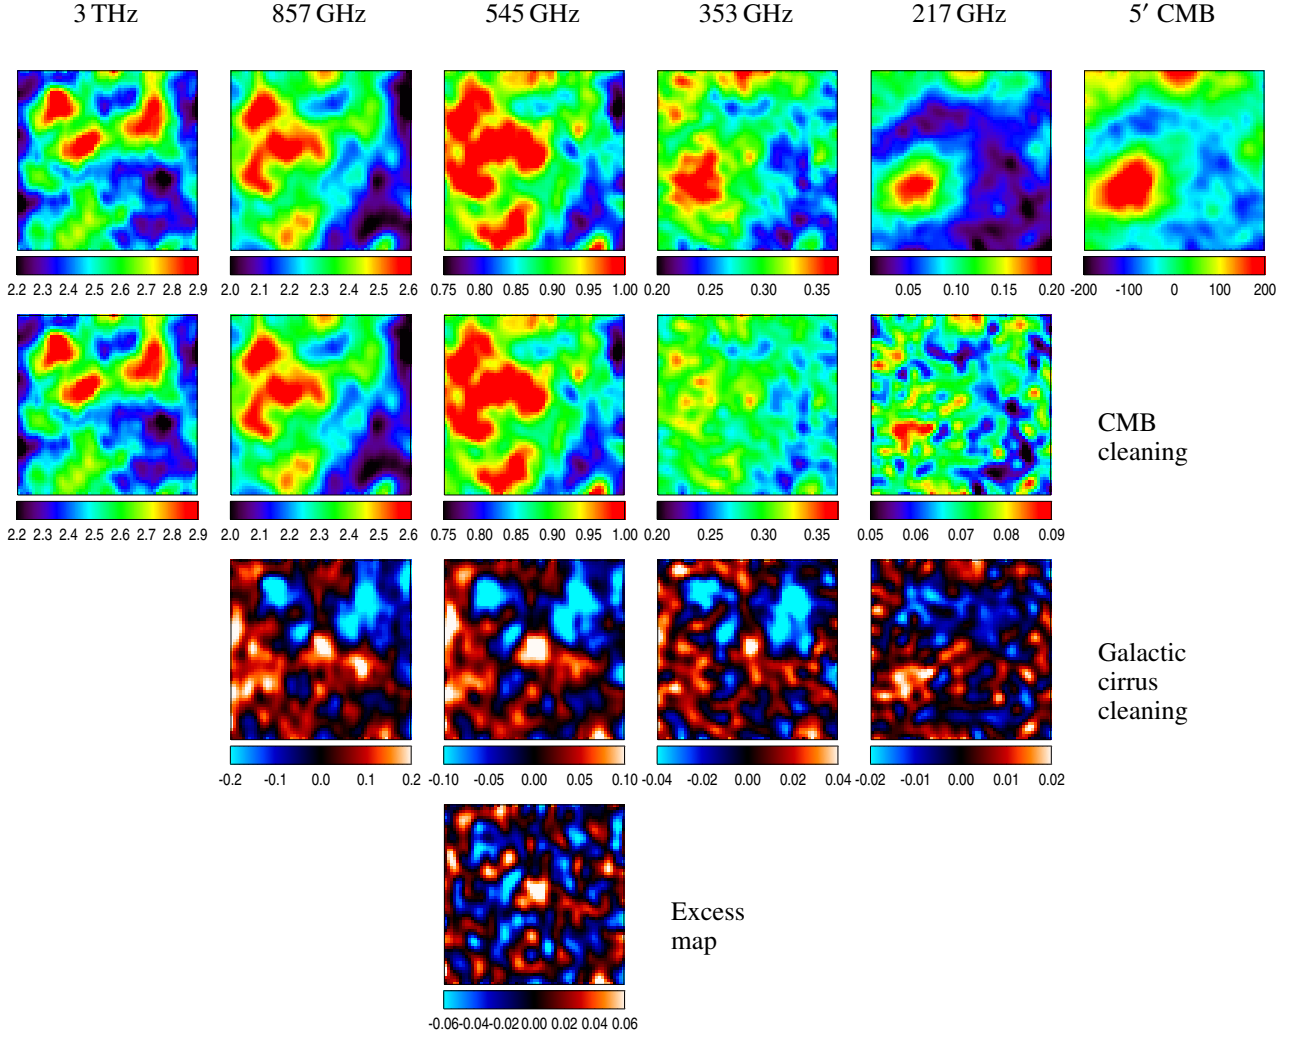 3 THz 857 GHz 545 GHz 353 GHz 217 GHz 5′ CMB
2.2 2.3 2.4 2.5 2.6 2.7 2.8 2.9 2.0 2.1 2.2 2.3 2.4 2.5 2.6 0.75 0.80 0.85 0.90 0.95 1.00 0.20 0.25 0.30 0.35 0.05 0.10 0.15 0.20 -200 -100 0 100 200
CMB
cleaning
2.2 2.3 2.4 2.5 2.6 2.7 2.8 2.9 2.0 2.1 2.2 2.3 2.4 2.5 2.6 0.75 0.80 0.85 0.90 0.95 1.00 0.20 0.25 0.30 0.35 0.05 0.06 0.07 0.08 0.09
Galactic
cirrus
cleaning
-0.2 -0.1 0.0 0.1 0.2 -0.10 -0.05 0.00 0.05 0.10 -0.04 -0.02 0.00 0.02 0.04 -0.02 -0.01 0.00 0.01 0.02
Excess
map
-0.06 -0.04 -0.02 0.00 0.02 0.04 0.06